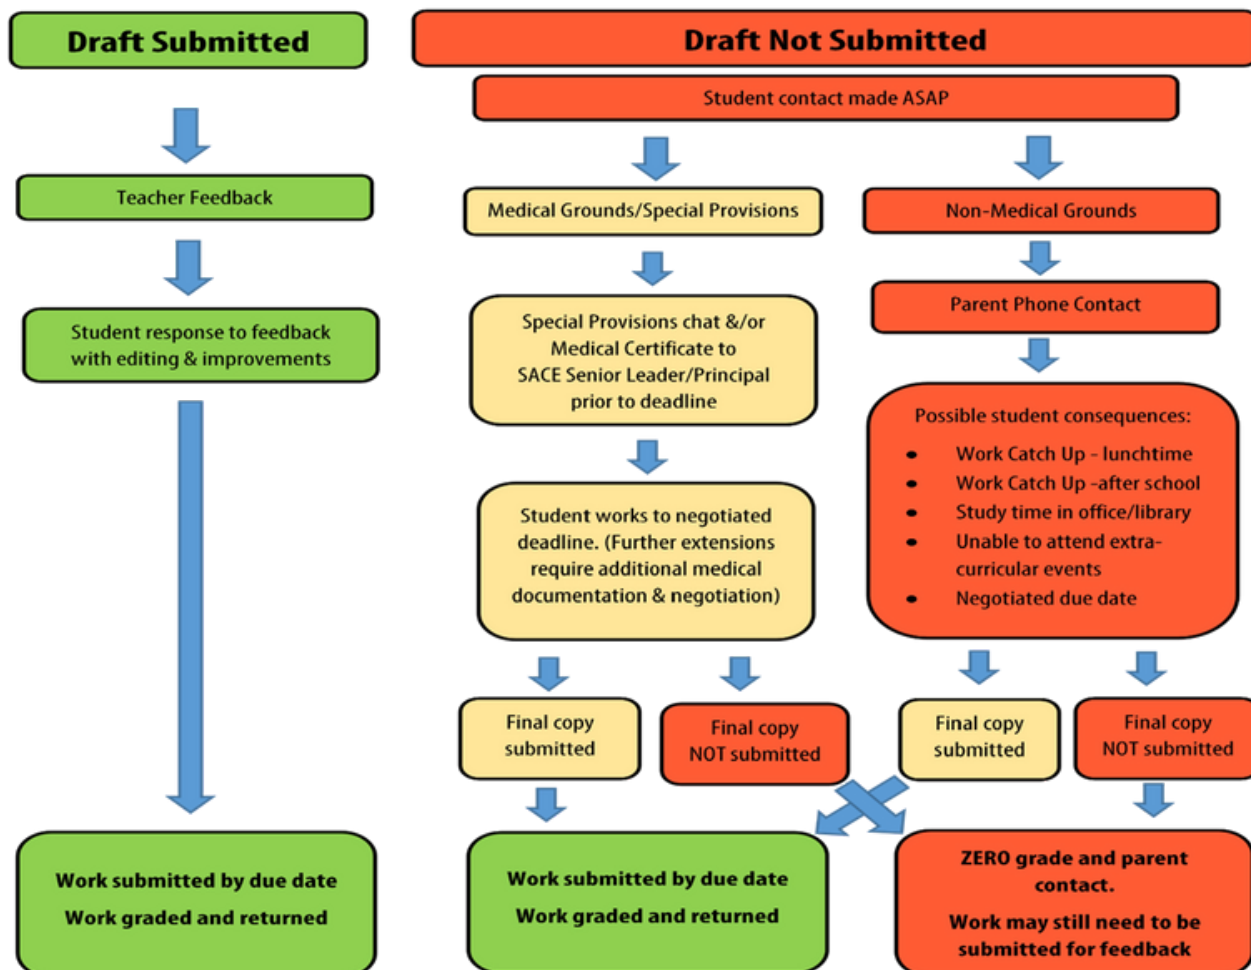 Draft Submitted
Teacher Feedback
Student response to feedback
with editing & improvements
Work submitted by due date
Work graded and returned
Draft Not Submitted
Student contact made ASAP
Medical Grounds/Special Provisions
Special Provisions chat &/or
Medical Certificate to
SACE Senior Leader/Principal
prior to deadline
Student works to negotiated
deadline. (Further extensions
require additional medical
documentation & negotiation)
Final copy
submitted
Final copy
NOT submitted
Work submitted by due date
Work graded and returned
Non-Medical Grounds
Parent Phone Contact
Possible student consequences:
• Work Catch Up - lunchtime
• Work Catch Up -after school
• Study time in office/library
• Unable to attend extra-
curricular events
• Negotiated due date
Final copy
submitted
Final copy
NOT submitted
ZERO grade and parent
contact.
Work may still need to be
submitted for feedback